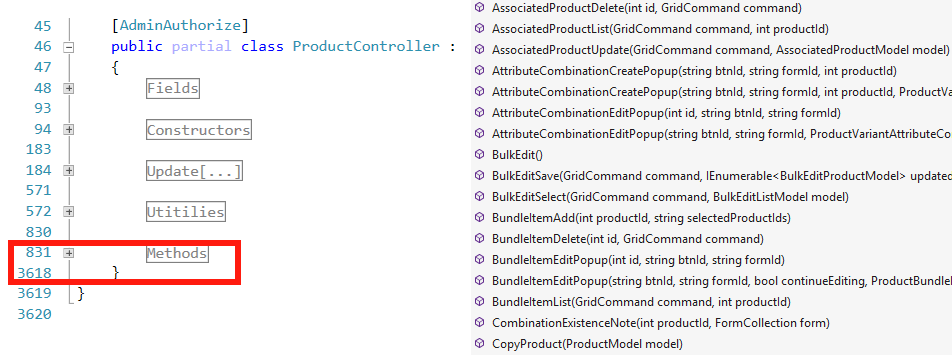 45 [AdminAuthorize]
46 public partial class ProductController :
47 {
48 Fields
93
94 Constructors
183
184 Update[...]
571
572 Utitilies
830
831 Methods
3618 }
3619 }
3620
AssociatedProductDelete(int id, GridCommand command)
AssociatedProductList(GridCommand command, int productId)
AssociatedProductUpdate(GridCommand command, AssociatedProductModel model)
AttributeCombinationCreatePopup(string btnId, string formId, int productId)
AttributeCombinationCreatePopup(string btnId, string formId, int productId, ProductVar
AttributeCombinationEditPopup(int id, string btnId, string formId)
AttributeCombinationEditPopup(string btnId, string formId, ProductVariantAttributeCo
BulkEdit()
BulkEditSave(GridCommand command, IEnumerable<BulkEditProductModel> updated
BulkEditSelect(GridCommand command, BulkEditListModel model)
BundleItemAdd(int productId, string selectedProductIds)
BundleItemDelete(int id, GridCommand command)
BundleItemEditPopup(int id, string btnId, string formId)
BundleItemEditPopup(string btnId, string formId, bool continueEditing, ProductBundleI
BundleItemList(GridCommand command, int productId)
CombinationExistenceNote(int productId, FormCollection form)
CopyProduct(ProductModel model)